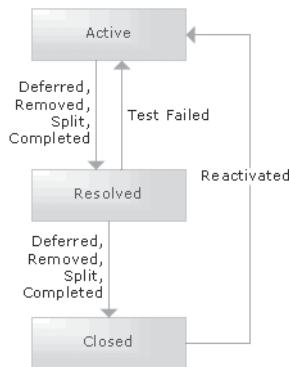 Active
Deferred,
Removed,
Split,
Completed
Test Failed
Reactivated
Resolved
Deferred,
Removed,
Split,
Completed
Closed